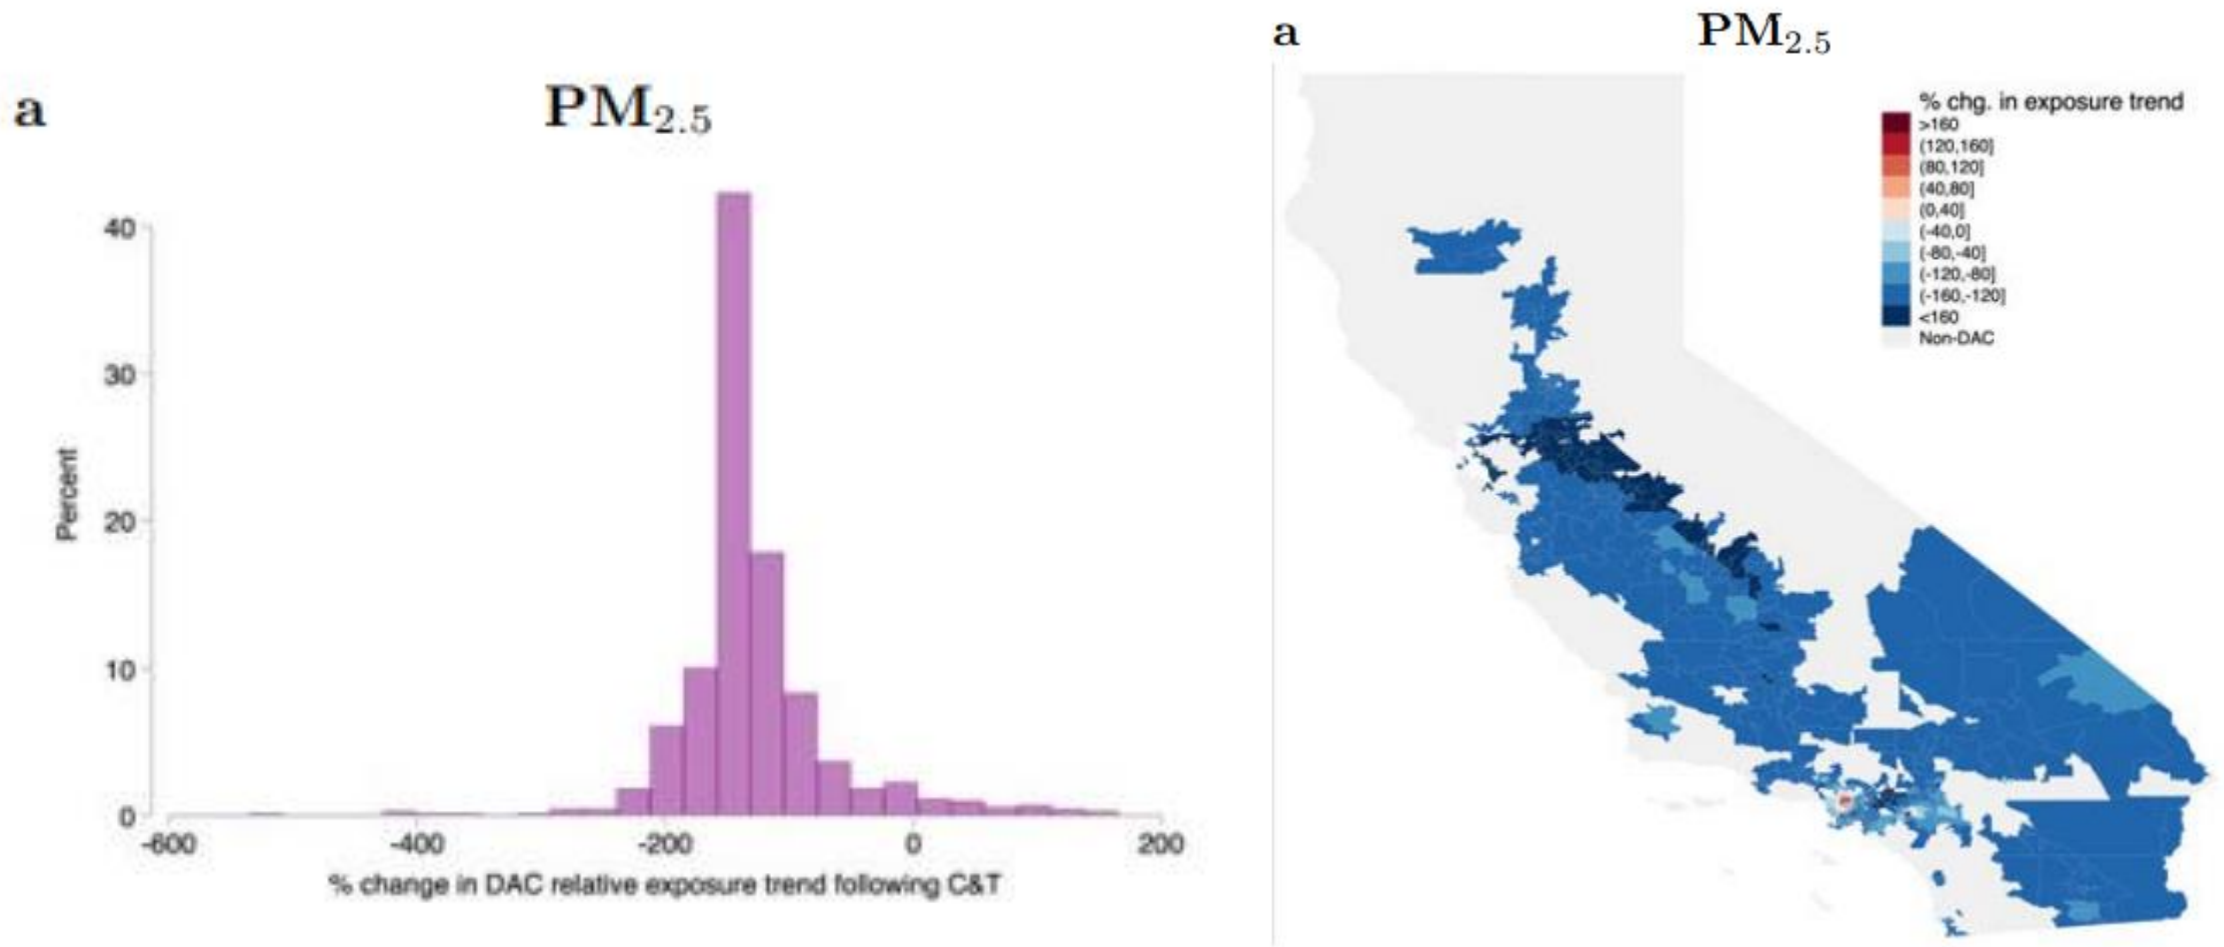 a
PM2.5
40
30
20
10
0
Percent
-600
-400
-200
0
200
% change in DAC relative exposure trend following C&T
a
PM2.5
% chg. in exposure trend
>160
(120,160]
(80,120]
(40,80]
(0,40]
(-40,0]
(-80,-40]
(-120,-80]
(-160,-120]
<160
Non-DAC